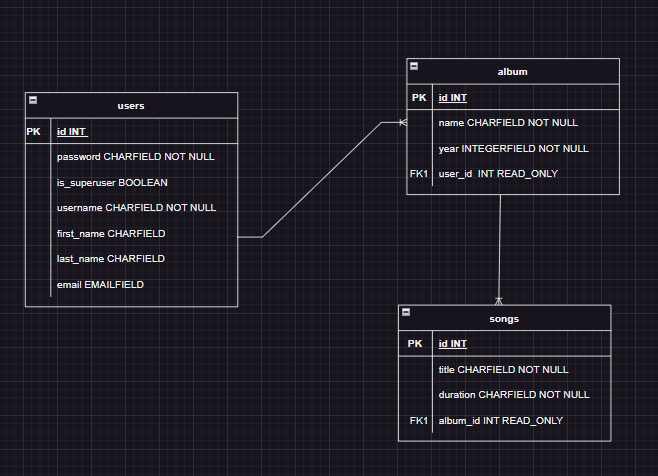 users
PK id INT
password CHARFIELD NOT NULL
is_superuser BOOLEAN
username CHARFIELD NOT NULL
first_name CHARFIELD
last_name CHARFIELD
email EMAILFIELD
album
PK id INT
name CHARFIELD NOT NULL
year INTEGERFIELD NOT NULL
FK1 user_id INT READ_ONLY
songs
PK id INT
title CHARFIELD NOT NULL
duration CHARFIELD NOT NULL
FK1 album_id INT READ_ONLY